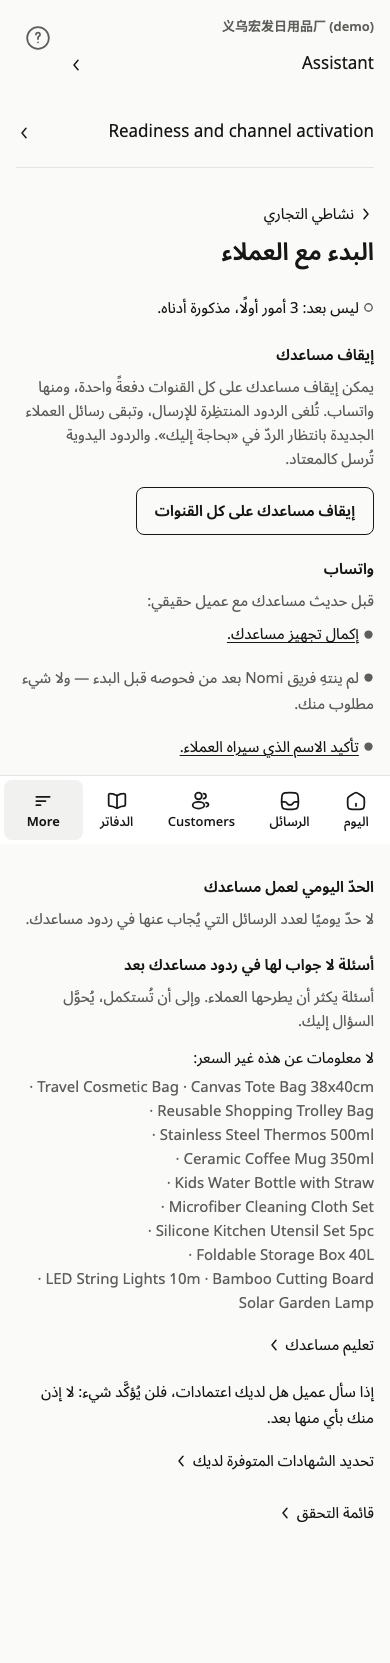 义乌宏发日用品厂 (demo)
Assistant
Readiness and channel activation
نشاطي التجاري
البدء مع العملاء
ليس بعد: 3 أمور أولًا، مذكورة أدناه.
إيقاف مساعدك
يمكن إيقاف مساعدك على كل القنوات دفعةً واحدة، ومنها
واتساب. تُلغى الردود المنتظِرة للإرسال، وتبقى رسائل العملاء
الجديدة بانتظار الردّ في «بحاجة إليك». والردود اليدوية
تُرسل كالمعتاد.
إيقاف مساعدك على كل القنوات
واتساب
قبل حديث مساعدك مع عميل حقيقي:
إكمال تجهيز مساعدك.
لم ينتهِ فريق Nomi بعد من فحوصه قبل البدء — ولا شيء
مطلوب منك.
تأكيد الاسم الذي سيراه العملاء.
اليوم
الرسائل
Customers
الدفاتر
More
الحدّ اليومي لعمل مساعدك
لا حدّ يوميًا لعدد الرسائل التي يُجاب عنها في ردود مساعدك.
أسئلة لا جواب لها في ردود مساعدك بعد
أسئلة يكثر أن يطرحها العملاء. وإلى أن تُستكمل، يُحوَّل
السؤال إليك.
لا معلومات عن هذه غير السعر:
Travel Cosmetic Bag · Canvas Tote Bag 38x40cm ·
Reusable Shopping Trolley Bag ·
Stainless Steel Thermos 500ml ·
Ceramic Coffee Mug 350ml ·
Kids Water Bottle with Straw ·
Microfiber Cleaning Cloth Set ·
Silicone Kitchen Utensil Set 5pc ·
Foldable Storage Box 40L ·
LED String Lights 10m · Bamboo Cutting Board ·
Solar Garden Lamp
تعليم مساعدك
إذا سأل عميل هل لديك اعتمادات، فلن يُؤكَّد شيء: لا إذن
منك بأي منها بعد.
تحديد الشهادات المتوفرة لديك
قائمة التحقق